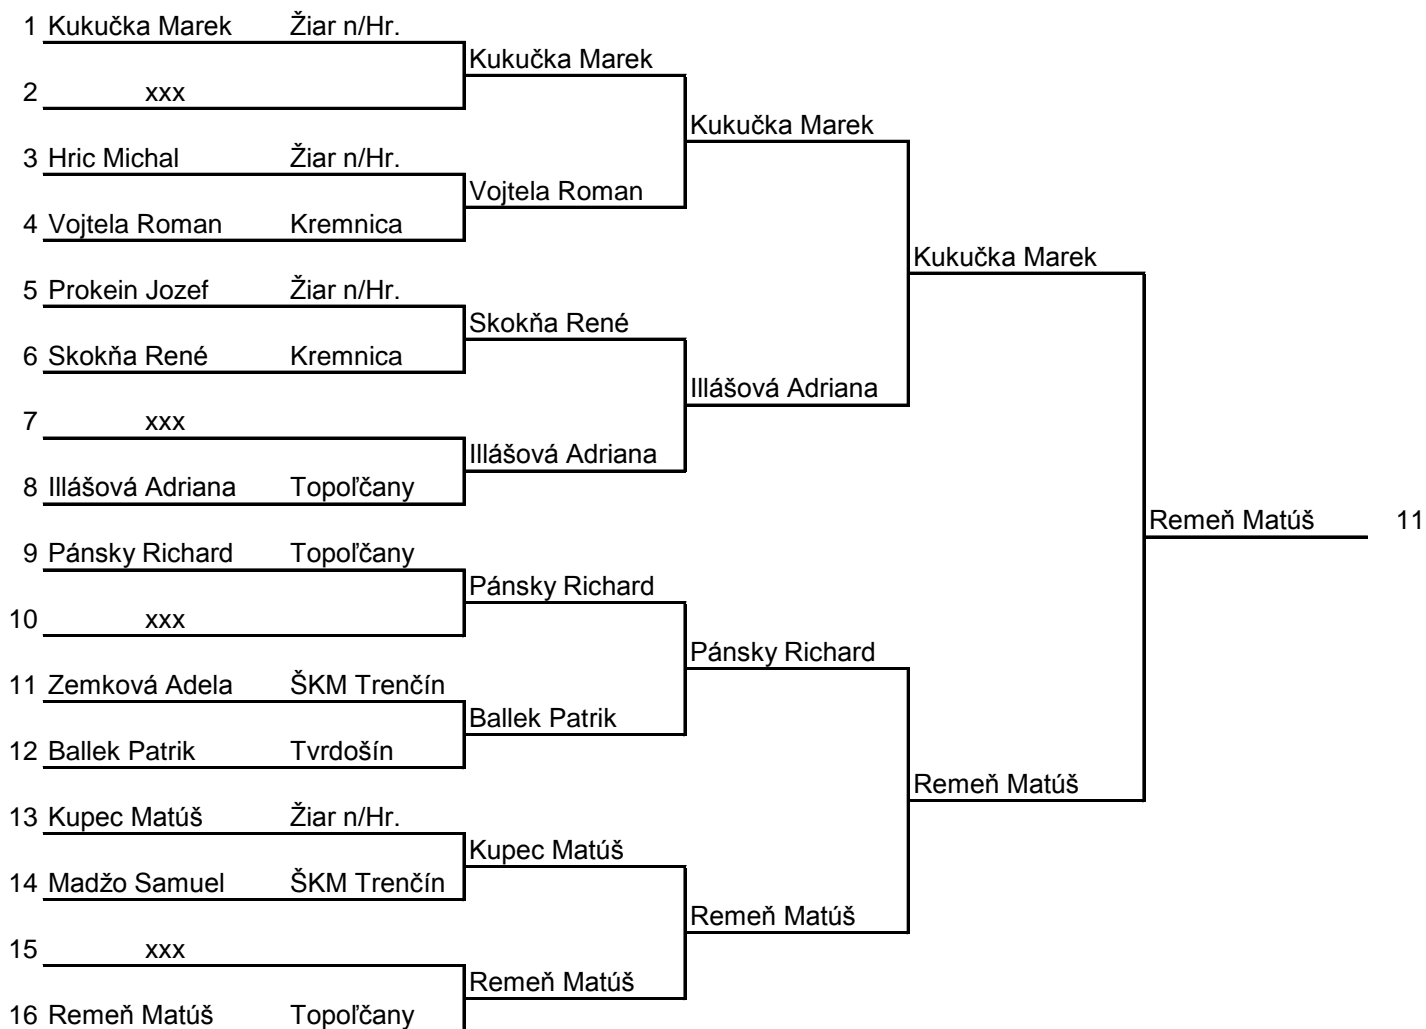 1 Kukučka Marek Žiar n/Hr.
Kukučka Marek
2 xxx
Kukučka Marek
3 Hric Michal Žiar n/Hr.
Vojtela Roman
4 Vojtela Roman Kremnica
Kukučka Marek
5 Prokein Jozef Žiar n/Hr.
Skokňa René
6 Skokňa René Kremnica
Illášová Adriana
7 xxx
Illášová Adriana
8 Illášová Adriana Topoľčany
Remeň Matúš 11
9 Pánsky Richard Topoľčany
Pánsky Richard
10 xxx
Pánsky Richard
11 Zemková Adela ŠKM Trenčín
Ballek Patrik
12 Ballek Patrik Tvrdošín
Remeň Matúš
13 Kupec Matúš Žiar n/Hr.
Kupec Matúš
14 Madžo Samuel ŠKM Trenčín
Remeň Matúš
15 xxx
Remeň Matúš
16 Remeň Matúš Topoľčany